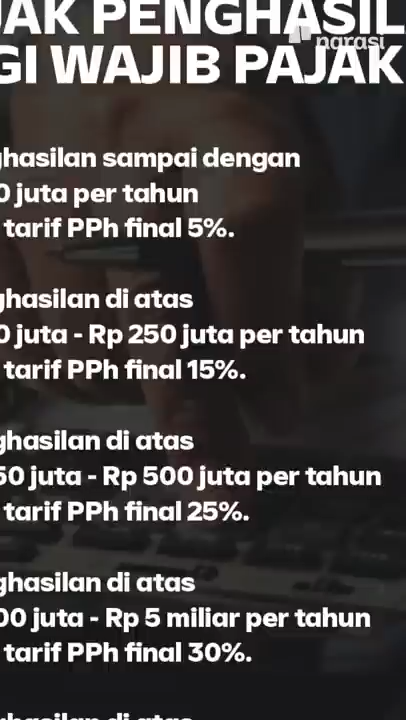 JAK PENGHASIL
GI WAJIB PAJAK
narasi
ghasilan sampai dengan
0 juta per tahun
tarif PPh final 5%.
ghasilan di atas
0 juta - Rp 250 juta per tahun
tarif PPh final 15%.
ghasilan di atas
50 juta - Rp 500 juta per tahun
tarif PPh final 25%.
ghasilan di atas
00 juta - Rp 5 miliar per tahun
tarif PPh final 30%.